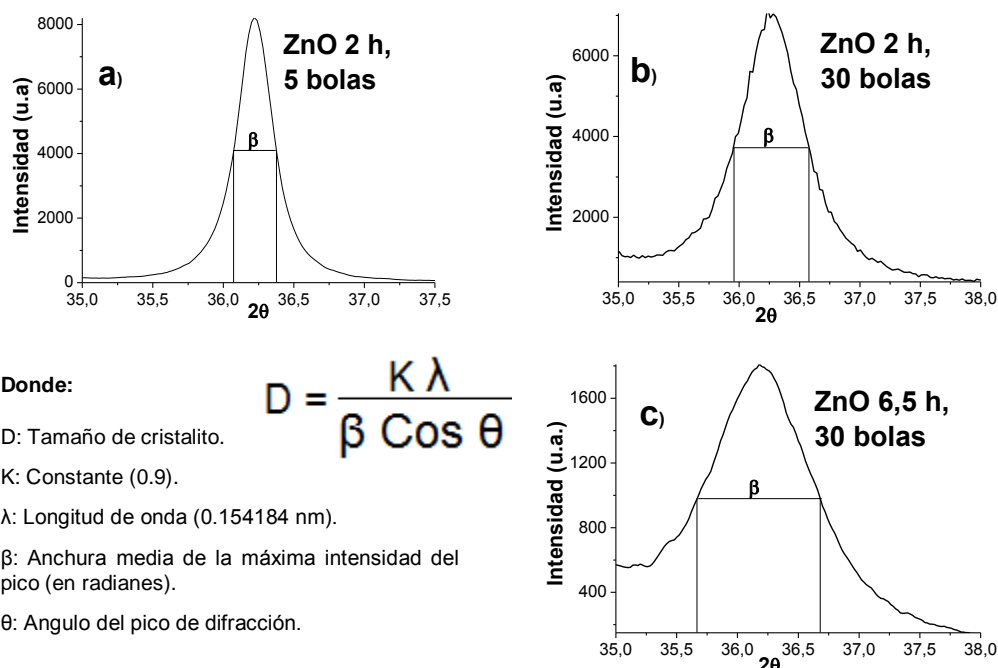 8000
6000
4000
2000
0
35,0 35,5 36,0 36,5 37,0 37,5
Intensidad (u.a)
2θ
a)
β
ZnO 2 h,
5 bolas
6000
4000
2000
35,0 35,5 36,0 36,5 37,0 37,5 38,0
Intensidad (u.a)
2θ
b)
β
ZnO 2 h,
30 bolas
Donde:
D = K λ / β Cos θ
D: Tamaño de cristalito.
K: Constante (0.9).
λ: Longitud de onda (0.154184 nm).
β: Anchura media de la máxima intensidad del
pico (en radianes).
θ: Angulo del pico de difracción.
1600
1200
800
400
35,0 35,5 36,0 36,5 37,0 37,5 38,0
Intensidad (u.a.)
2θ
c)
β
ZnO 6,5 h,
30 bolas